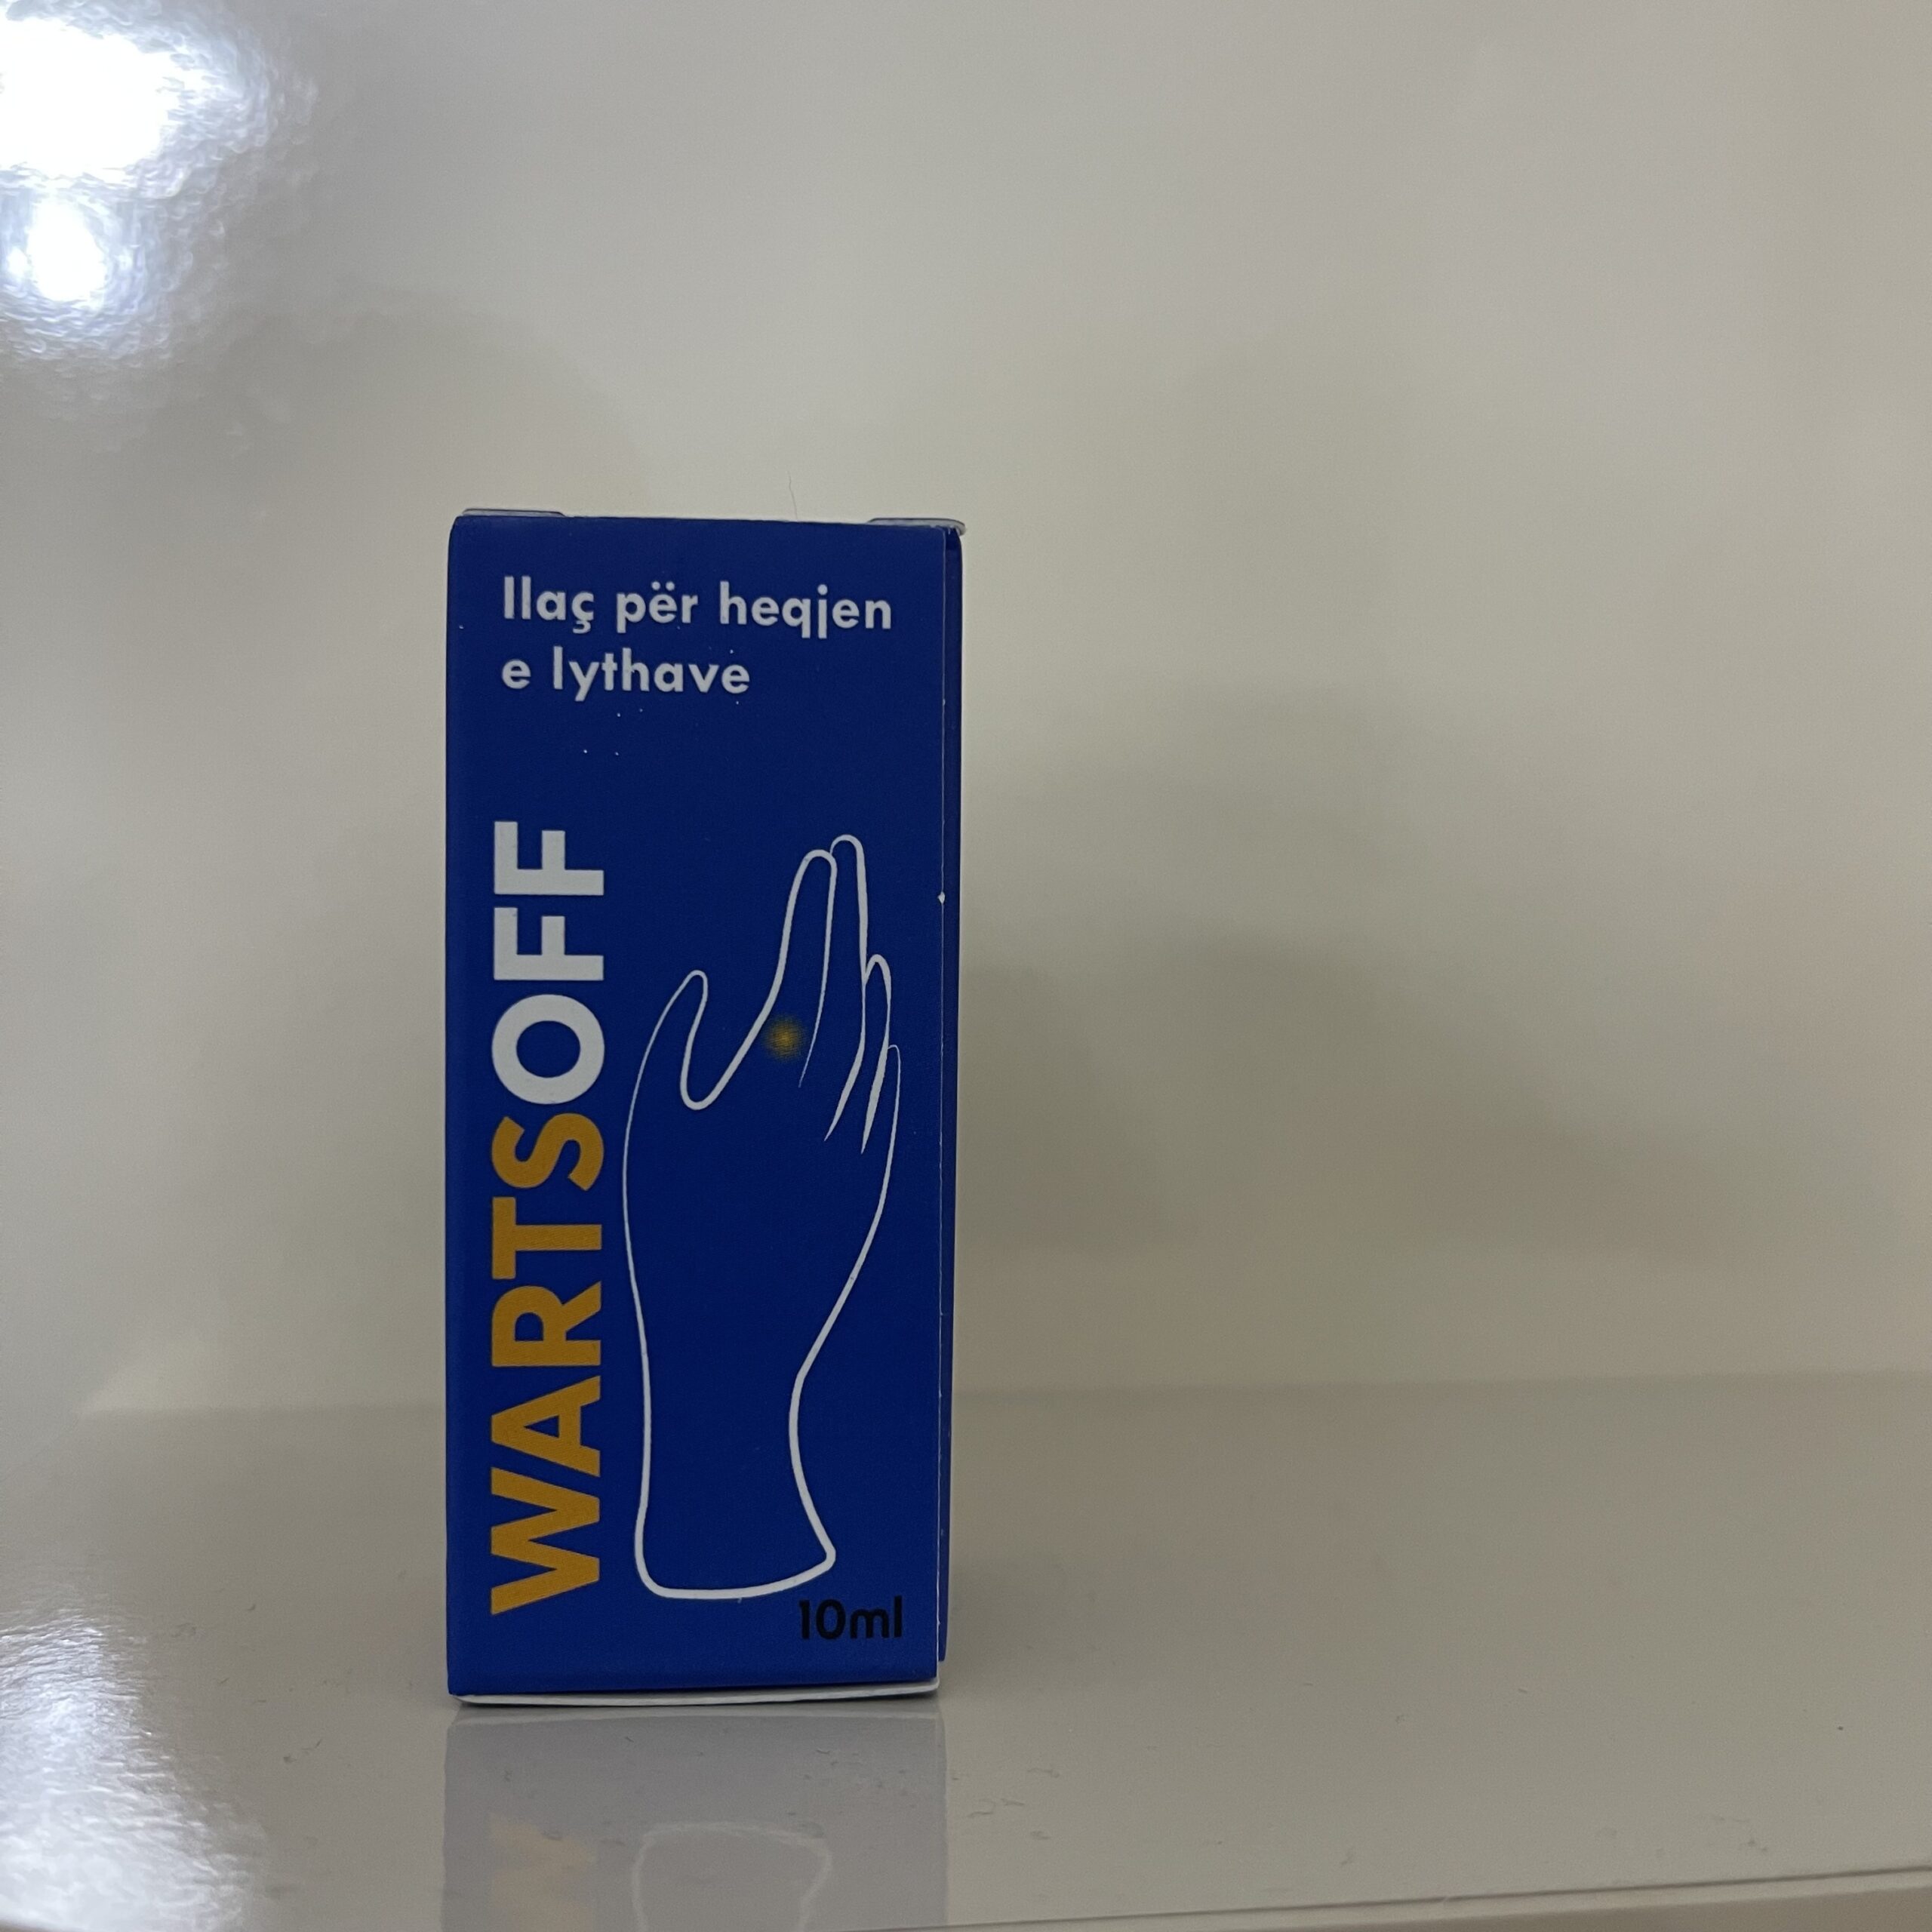 Ilaç për heqjen
e lythave
WARTSOFF
10ml